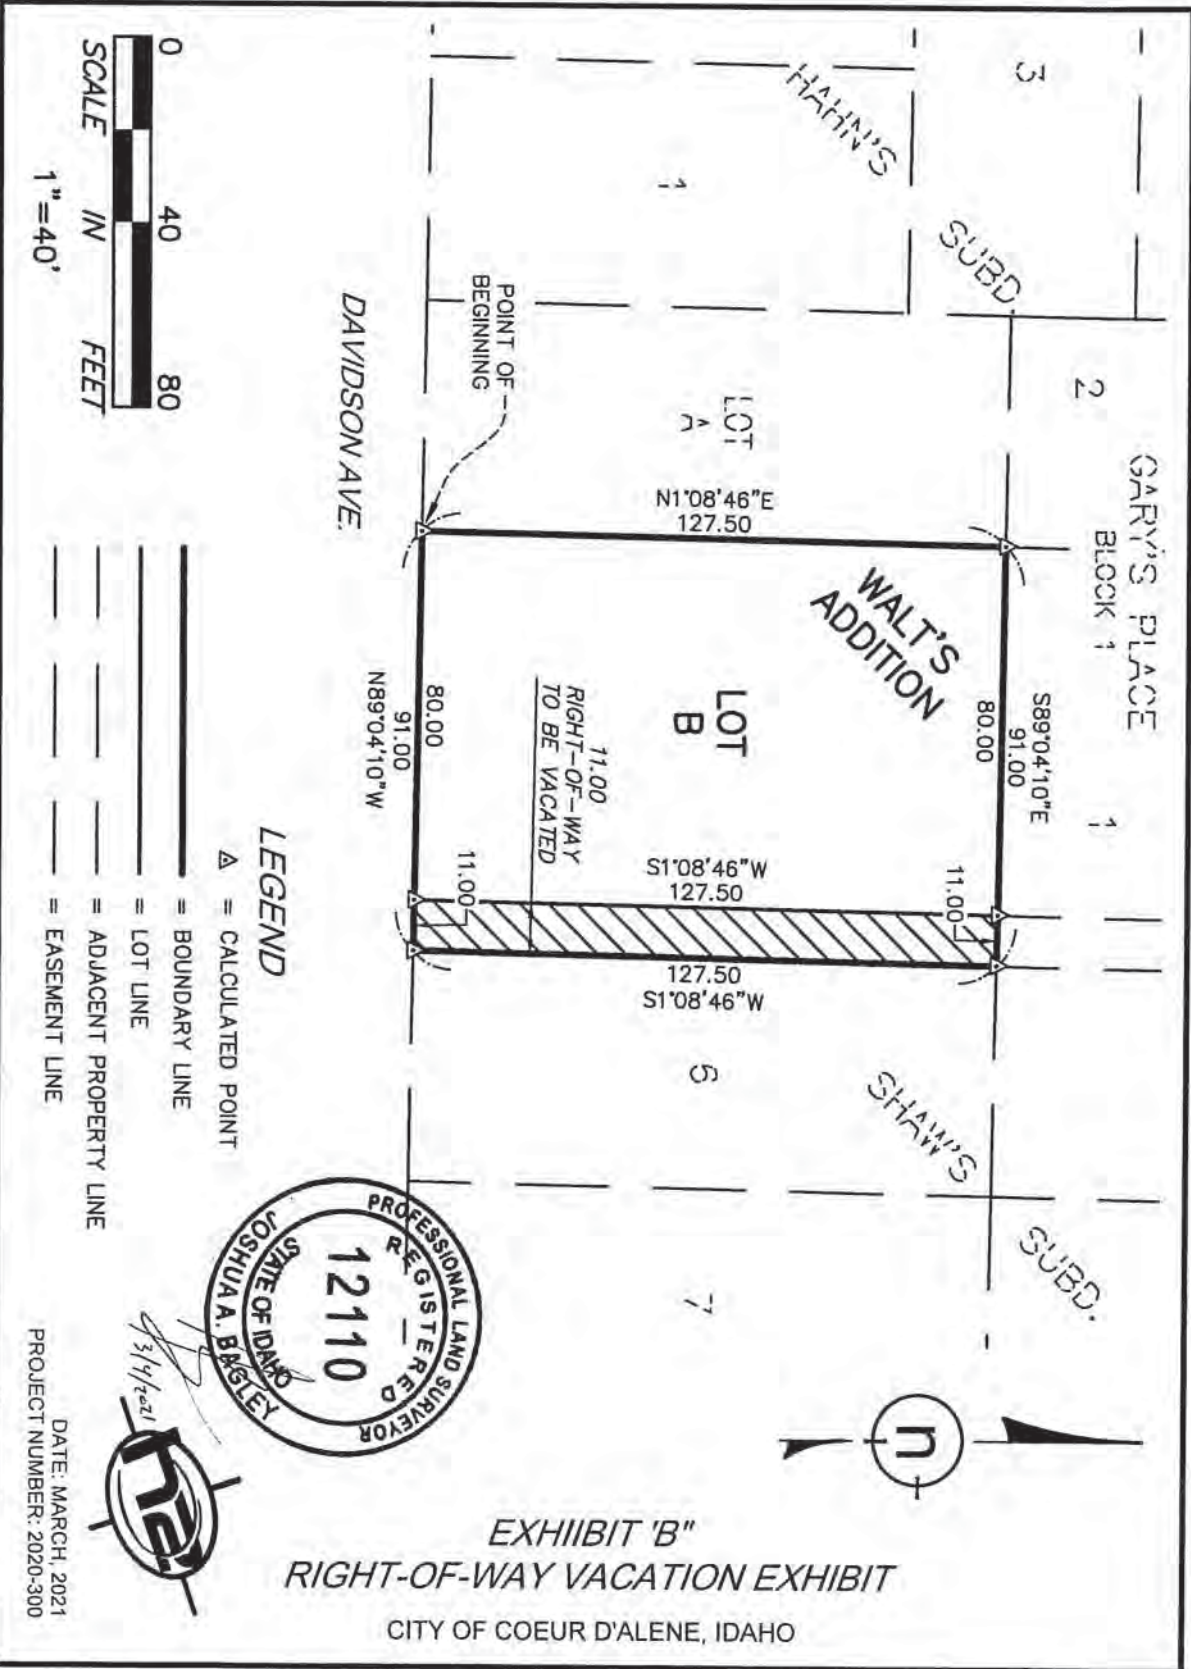 3
HAHN'S
SUBD.
1
2
GARY'S PLACE
BLOCK 1
1
LOT
A
POINT OF
BEGINNING
DAVIDSON AVE.
N1°08'46"E
127.50
WALT'S
ADDITION
S89°04'10"E
91.00
80.00
LOT
B
11.00
RIGHT-OF-WAY
TO BE VACATED
80.00
91.00
N89°04'10"W
S1°08'46"W
127.50
11.00
11.00
127.50
S1°08'46"W
SHAW'S
SUBD.
7
0
40
80
SCALE IN FEET
1"=40'
LEGEND
= CALCULATED POINT
= BOUNDARY LINE
= LOT LINE
= ADJACENT PROPERTY LINE
= EASEMENT LINE
PROFESSIONAL LAND SURVEYOR
REGISTERED
12110
STATE OF IDAHO
JOSHUA A. BAGLEY
3/4/2021
n
EXHIIBIT 'B"
RIGHT-OF-WAY VACATION EXHIBIT
CITY OF COEUR D'ALENE, IDAHO
DATE: MARCH, 2021
PROJECT NUMBER: 2020-300